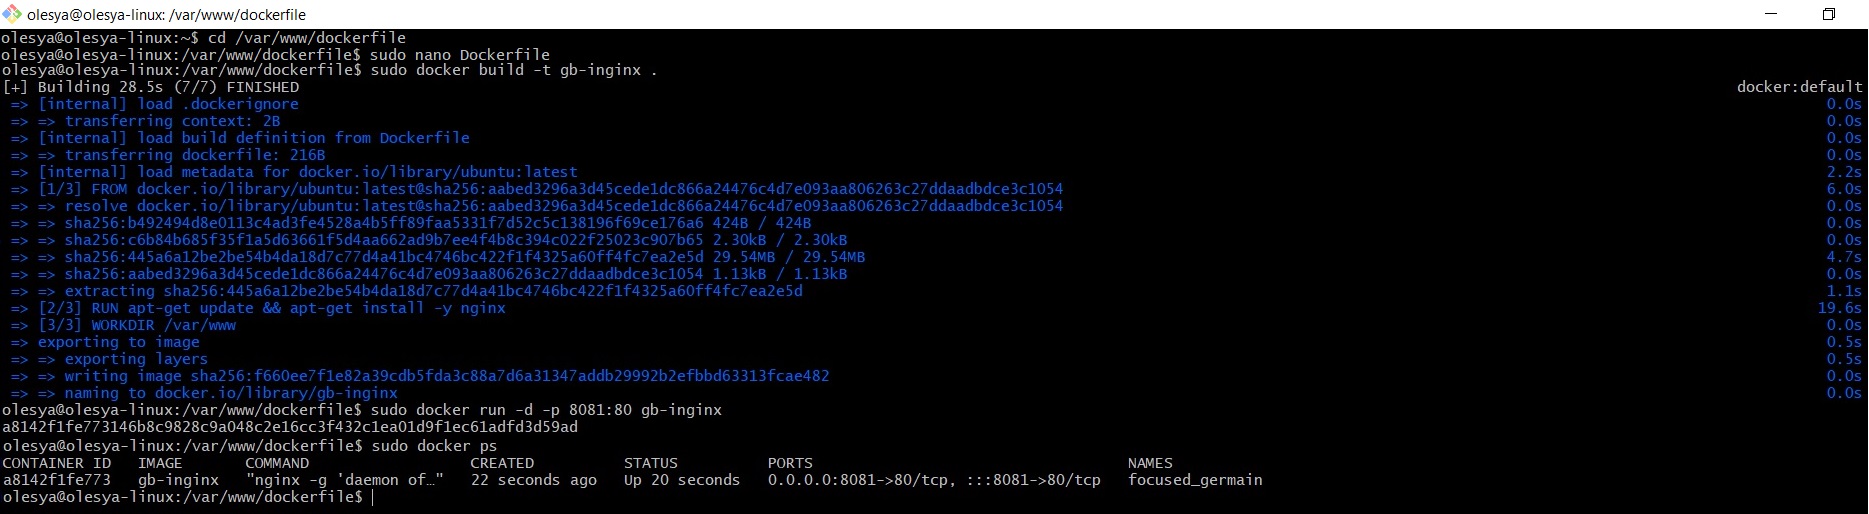 olesya@olesya-linux: /var/www/dockerfile
olesya@olesya-linux:~$ cd /var/www/dockerfile
olesya@olesya-linux:/var/www/dockerfile$ sudo nano Dockerfile
olesya@olesya-linux:/var/www/dockerfile$ sudo docker build -t gb-inginx .
[+] Building 28.5s (7/7) FINISHED docker:default
=> [internal] load .dockerignore 0.0s
=> => transferring context: 2B 0.0s
=> [internal] load build definition from Dockerfile 0.0s
=> => transferring dockerfile: 216B 0.0s
=> [internal] load metadata for docker.io/library/ubuntu:latest 2.2s
=> [1/3] FROM docker.io/library/ubuntu:latest@sha256:aabed3296a3d45cede1dc866a24476c4d7e093aa806263c27ddaadbdce3c1054 6.0s
=> => resolve docker.io/library/ubuntu:latest@sha256:aabed3296a3d45cede1dc866a24476c4d7e093aa806263c27ddaadbdce3c1054 0.0s
=> => sha256:b492494d8e0113c4ad3fe4528a4b5ff89faa5331f7d52c5c138196f69ce176a6 424B / 424B 0.0s
=> => sha256:c6b84b685f35f1a5d63661f5d4aa662ad9b7ee4f4b8c394c022f25023c907b65 2.30kB / 2.30kB 0.0s
=> => sha256:445a6a12be2be54b4da18d7c77d4a41bc4746bc422f1f4325a60ff4fc7ea2e5d 29.54MB / 29.54MB 4.7s
=> => sha256:aabed3296a3d45cede1dc866a24476c4d7e093aa806263c27ddaadbdce3c1054 1.13kB / 1.13kB 0.0s
=> => extracting sha256:445a6a12be2be54b4da18d7c77d4a41bc4746bc422f1f4325a60ff4fc7ea2e5d 1.1s
=> [2/3] RUN apt-get update && apt-get install -y nginx 19.6s
=> [3/3] WORKDIR /var/www 0.0s
=> exporting to image 0.5s
=> => exporting layers 0.5s
=> => writing image sha256:f660ee7f1e82a39cdb5fda3c88a7d6a31347addb29992b2efbbd63313fcae482 0.0s
=> => naming to docker.io/library/gb-inginx 0.0s
olesya@olesya-linux:/var/www/dockerfile$ sudo docker run -d -p 8081:80 gb-inginx
a8142f1fe773146b8c9828c9a048c2e16cc3f432c1ea01d9f1ec61adfd3d59ad
olesya@olesya-linux:/var/www/dockerfile$ sudo docker ps
CONTAINER ID IMAGE COMMAND CREATED STATUS PORTS NAMES
a8142f1fe773 gb-inginx "nginx -g 'daemon of…" 22 seconds ago Up 20 seconds 0.0.0.0:8081->80/tcp, :::8081->80/tcp focused_germain
olesya@olesya-linux:/var/www/dockerfile$